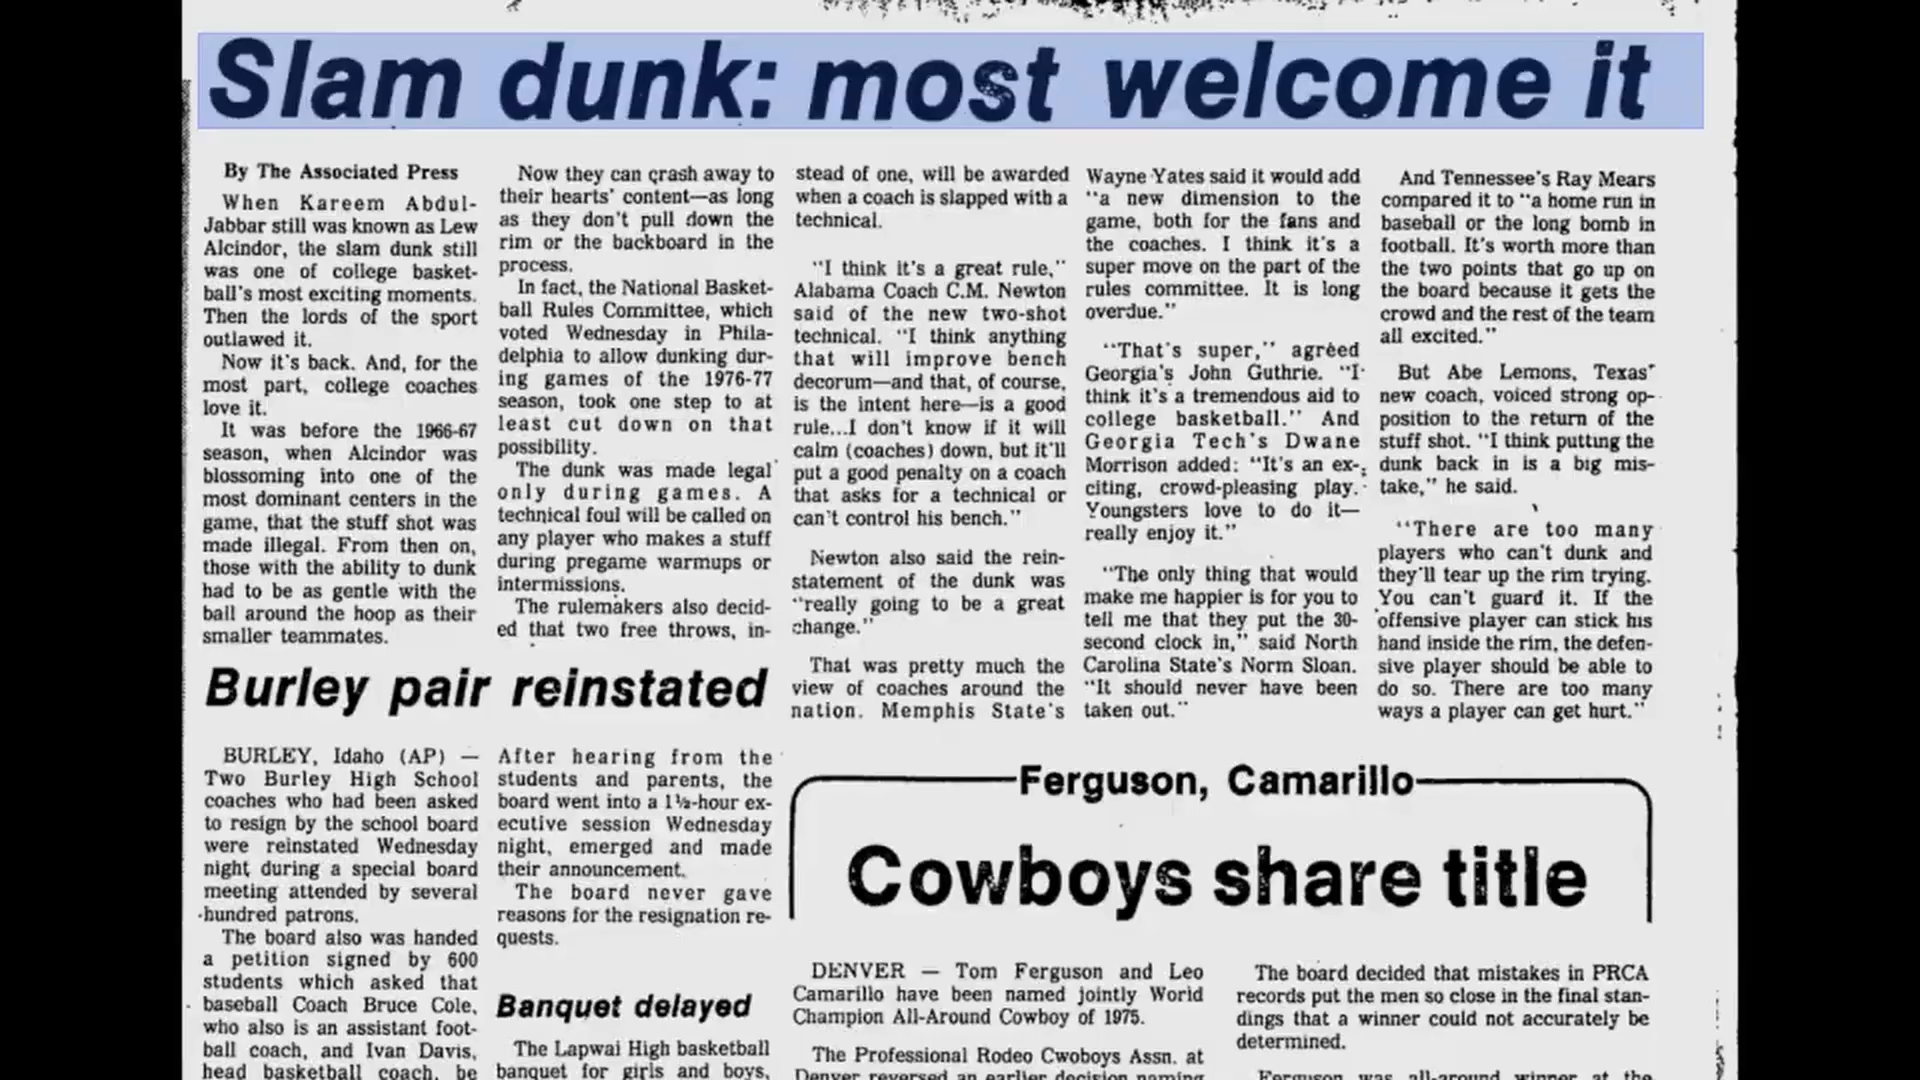 Slam dunk: most welcome it
By The Associated Press
When Kareem Abdul-
Jabbar still was known as Lew
Alcindor, the slam dunk still
was one of college basket-
ball's most exciting moments.
Then the lords of the sport
outlawed it.
Now it's back. And, for the
most part, college coaches
love it.
It was before the 1966-67
season, when Alcindor was
blossoming into one of the
most dominant centers in the
game, that the stuff shot was
made illegal. From then on,
those with the ability to dunk
had to be as gentle with the
ball around the hoop as their
smaller teammates.
Now they can crash away to
their hearts' content—as long
as they don't pull down the
rim or the backboard in the
process.
In fact, the National Basket-
ball Rules Committee, which
voted Wednesday in Phila-
delphia to allow dunking dur-
ing games of the 1976-77
season, took one step to at
least cut down on that
possibility.
The dunk was made legal
only during games. A
technical foul will be called on
any player who makes a stuff
during pregame warmups or
intermissions.
The rulemakers also decid-
ed that two free throws, in-
stead of one, will be awarded
when a coach is slapped with a
technical.
"I think it's a great rule,"
Alabama Coach C.M. Newton
said of the new two-shot
technical. "I think anything
that will improve bench
decorum—and that, of course,
is the intent here—is a good
rule...I don't know if it will
calm (coaches) down, but it'll
put a good penalty on a coach
that asks for a technical or
can't control his bench."
Newton also said the rein-
statement of the dunk was
"really going to be a great
change."
That was pretty much the
view of coaches around the
nation. Memphis State's
Wayne Yates said it would add
"a new dimension to the
game, both for the fans and
the coaches. I think it's a
super move on the part of the
rules committee. It is long
overdue."
"That's super," agreed
Georgia's John Guthrie. "I
think it's a tremendous aid to
college basketball." And
Georgia Tech's Dwane
Morrison added: "It's an ex-
citing, crowd-pleasing play.
Youngsters love to do it—
really enjoy it."
"The only thing that would
make me happier is for you to
tell me that they put the 30-
second clock in," said North
Carolina State's Norm Sloan.
"It should never have been
taken out."
And Tennessee's Ray Mears
compared it to "a home run in
baseball or the long bomb in
football. It's worth more than
the two points that go up on
the board because it gets the
crowd and the rest of the team
all excited."
But Abe Lemons, Texas'
new coach, voiced strong op-
position to the return of the
stuff shot. "I think putting the
dunk back in is a big mis-
take," he said.
"There are too many
players who can't dunk and
they'll tear up the rim trying.
You can't guard it. If the
offensive player can stick his
hand inside the rim, the defen-
sive player should be able to
do so. There are too many
ways a player can get hurt."
Burley pair reinstated
BURLEY, Idaho (AP) —
Two Burley High School
coaches who had been asked
to resign by the school board
were reinstated Wednesday
night during a special board
meeting attended by several
hundred patrons.
The board also was handed
a petition signed by 600
students which asked that
baseball Coach Bruce Cole,
who also is an assistant foot-
ball coach, and Ivan Davis,
head basketball coach, be
After hearing from the
students and parents, the
board went into a 1½-hour ex-
ecutive session Wednesday
night, emerged and made
their announcement.
The board never gave
reasons for the resignation re-
quests.
Banquet delayed
The Lapwai High basketball
banquet for girls and boys,
Ferguson, Camarillo
Cowboys share title
DENVER — Tom Ferguson and Leo
Camarillo have been named jointly World
Champion All-Around Cowboy of 1975.
The Professional Rodeo Cwoboys Assn. at
Denver reversed an earlier decision naming
The board decided that mistakes in PRCA
records put the men so close in the final stan-
dings that a winner could not accurately be
determined.
Ferguson was all-around winner at the